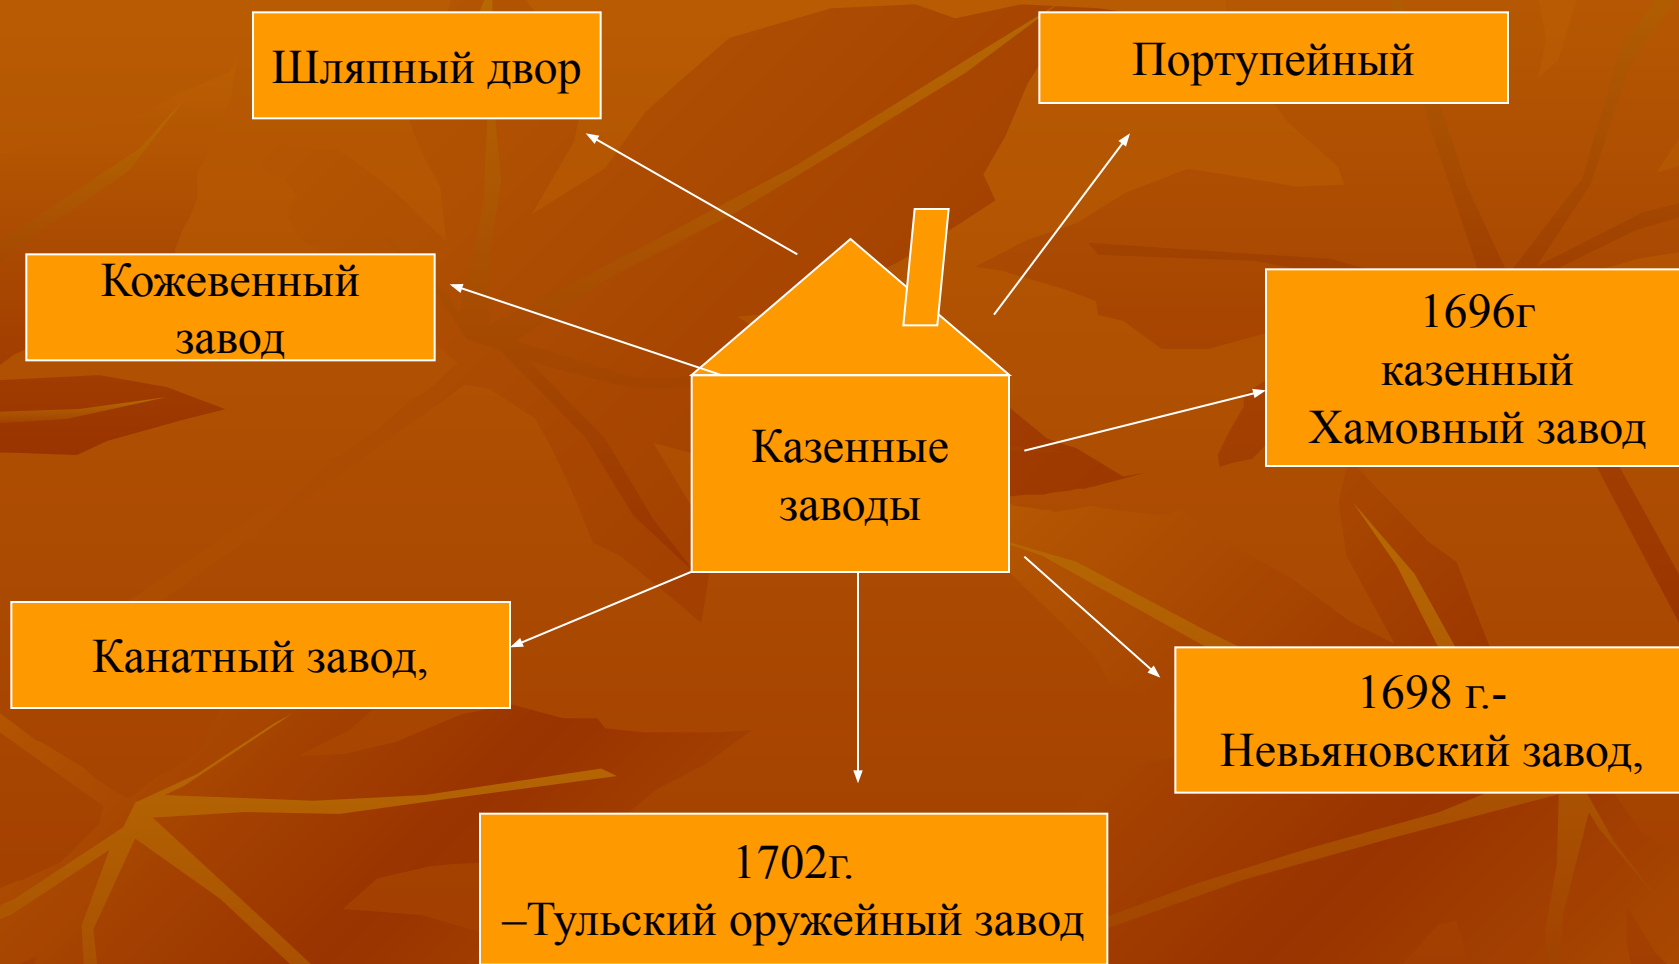 Шляпный двор
Портупейный
Кожевенный
завод
1696г
казенный
Хамовный завод
Казенные
заводы
Канатный завод,
1698 г.-
Невьяновский завод,
1702г.
–Тульский оружейный завод